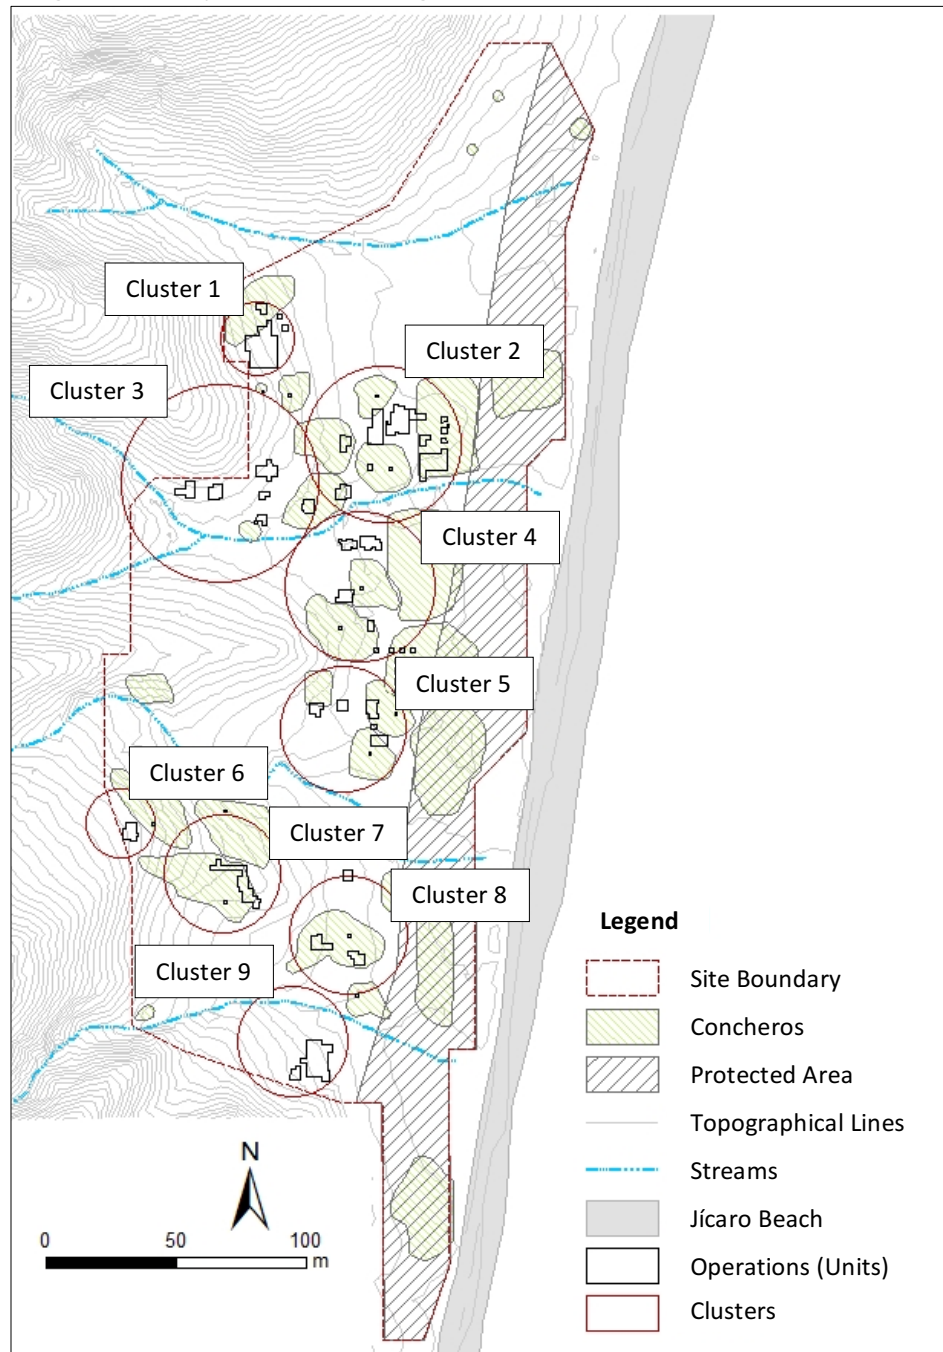 Cluster 1
Cluster 2
Cluster 3
Cluster 4
Cluster 5
Cluster 6
Cluster 7
Cluster 8
Cluster 9
Legend
Site Boundary
Concheros
Protected Area
Topographical Lines
Streams
Jícaro Beach
Operations (Units)
Clusters
N
0 50 100
m